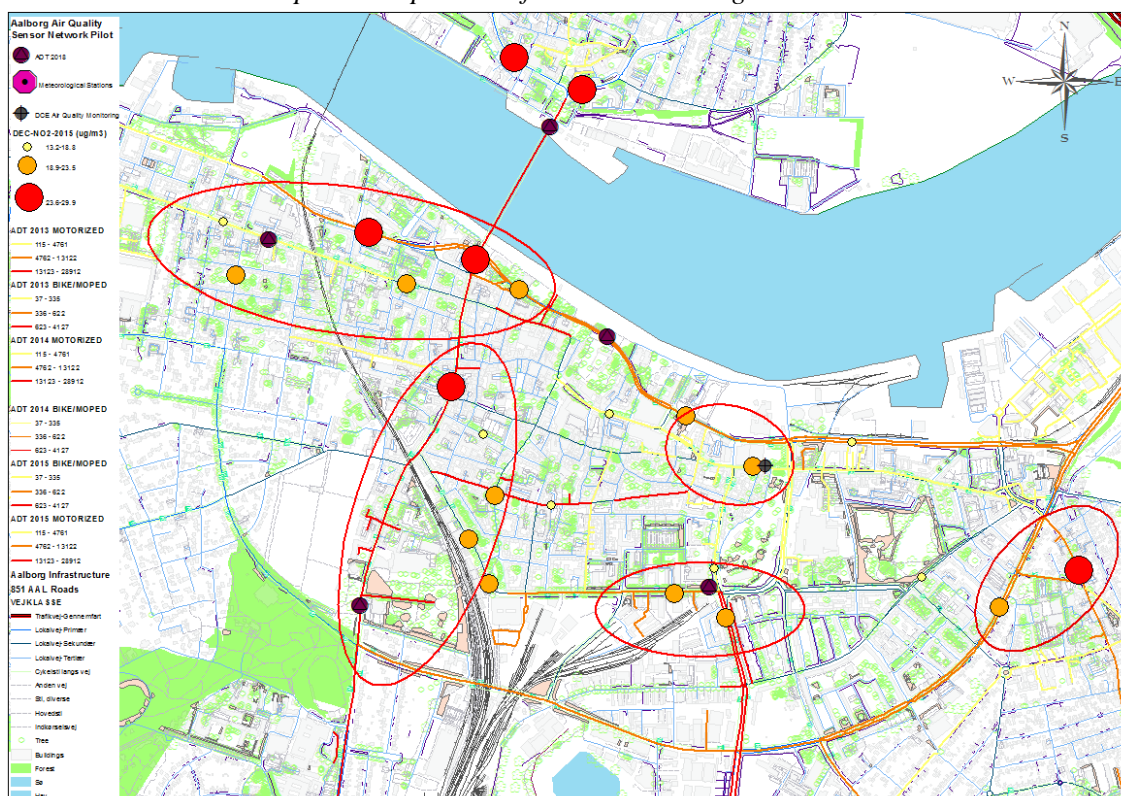 Aalborg Air Quality
Sensor Network Pilot
ADT 2018
Meteorological Stations
DCE Air Quality Monitoring
DEC-NO2-2015 (ug/m3)
13.2-18.8
18.9-23.5
23.6-29.9
ADT 2013 MOTORIZED
115 - 4761
4762 - 13122
13123 - 28912
ADT 2013 BIKE/MOPED
37 - 335
336 - 622
623 - 4127
ADT 2014 MOTORIZED
115 - 4761
4762 - 13122
13123 - 28912
ADT 2014 BIKE/MOPED
37 - 335
336 - 622
623 - 4127
ADT 2015 BIKE/MOPED
37 - 335
336 - 622
623 - 4127
ADT 2015 MOTORIZED
115 - 4761
4762 - 13122
13123 - 28912
Aalborg Infrastructure
851 AAL Roads
VEJKLASSE
Trafikvej-Gennemfart
Lokalvej-Primær
Lokalvej-Sekundær
Lokalvej-Tertiær
Cykelsti langs vej
Anden vej
Sti, diverse
Hovedsti
Indkørselsvej
Tree
Buildings
Forest
Sø
Hav
N
W
E
S